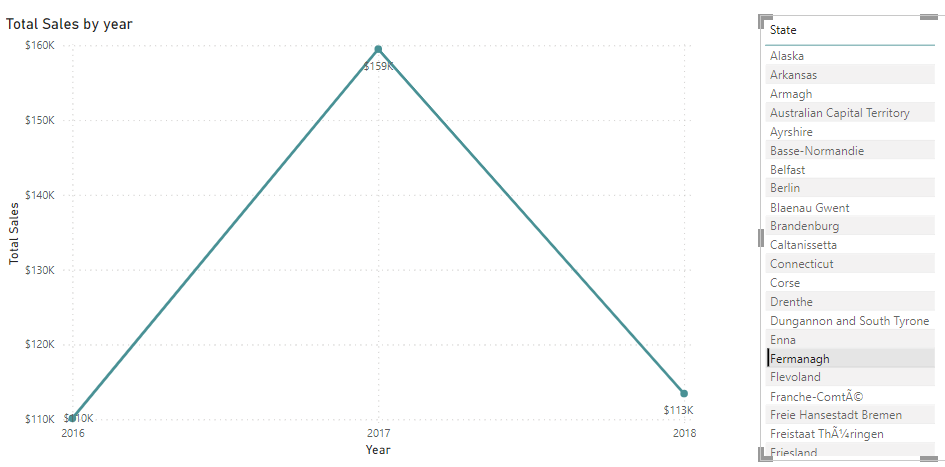 Total Sales by year
$160K
$150K
$140K
$130K
$120K
$110K
Total Sales
$159K
$110K
$113K
2016
2017
2018
Year
State
Alaska
Arkansas
Armagh
Australian Capital Territory
Ayrshire
Basse-Normandie
Belfast
Berlin
Blaenau Gwent
Brandenburg
Caltanissetta
Connecticut
Corse
Drenthe
Dungannon and South Tyrone
Enna
Fermanagh
Flevoland
Franche-ComtÃ©
Freie Hansestadt Bremen
Freistaat ThÃ¼ringen
Friesland